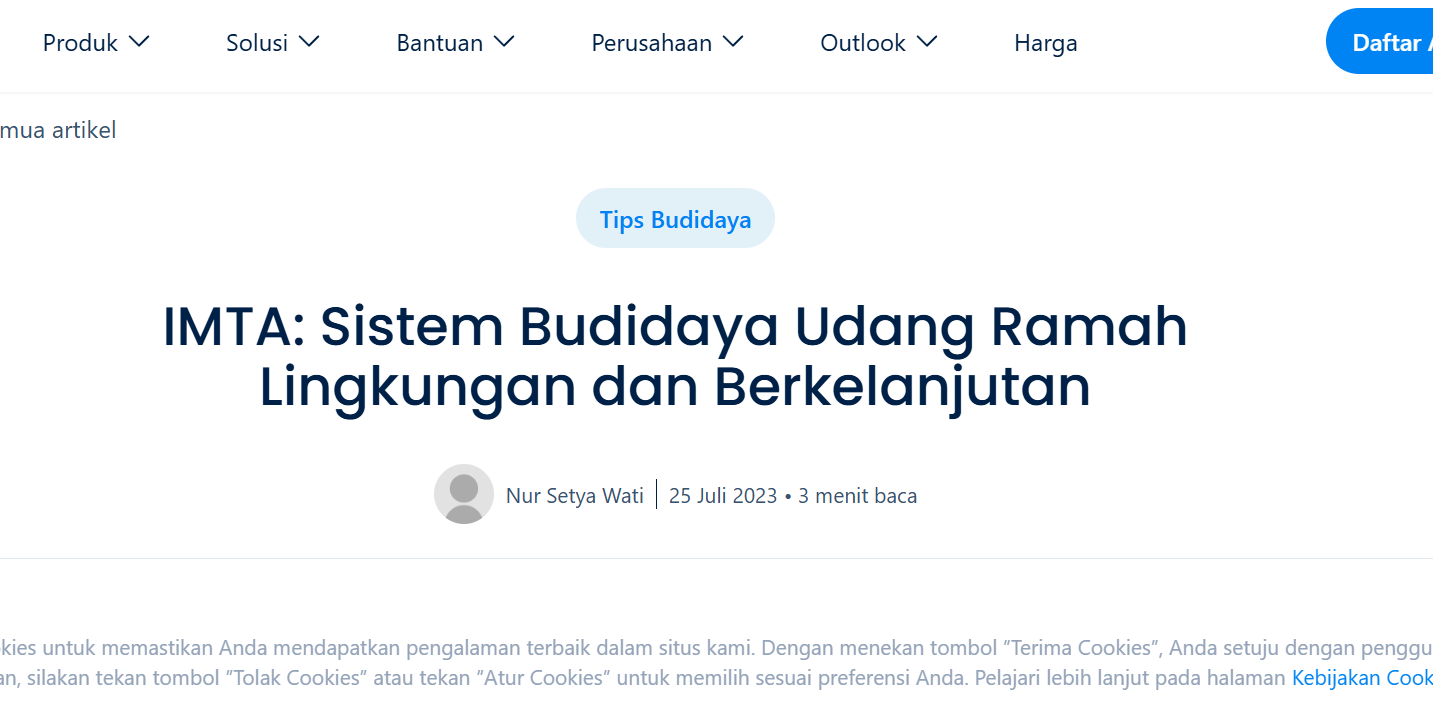 Produk Solusi Bantuan Perusahaan Outlook Harga Daftar
mua artikel
Tips Budidaya
IMTA: Sistem Budidaya Udang Ramah
Lingkungan dan Berkelanjutan
Nur Setya Wati | 25 Juli 2023 • 3 menit baca
kies untuk memastikan Anda mendapatkan pengalaman terbaik dalam situs kami. Dengan menekan tombol "Terima Cookies", Anda setuju dengan penggu
an, silakan tekan tombol "Tolak Cookies" atau tekan "Atur Cookies" untuk memilih sesuai preferensi Anda. Pelajari lebih lanjut pada halaman Kebijakan Cook